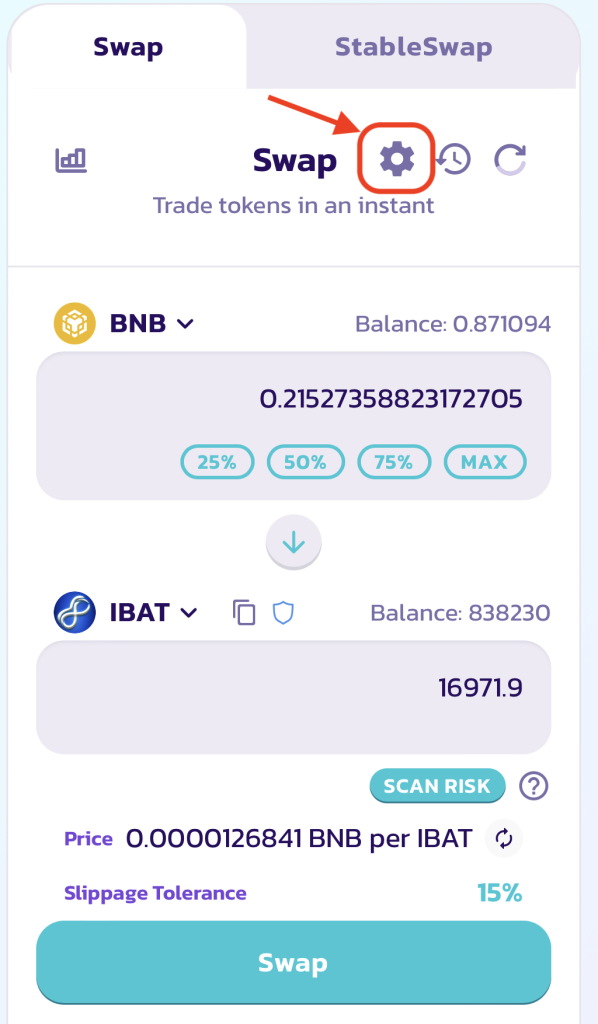 Swap
StableSwap
Swap
Trade tokens in an instant
BNB
Balance: 0.871094
0.21527358823172705
25% 50% 75% MAX
IBAT
Balance: 838230
16971.9
SCAN RISK ?
Price 0.0000126841 BNB per IBAT
Slippage Tolerance 15%
Swap